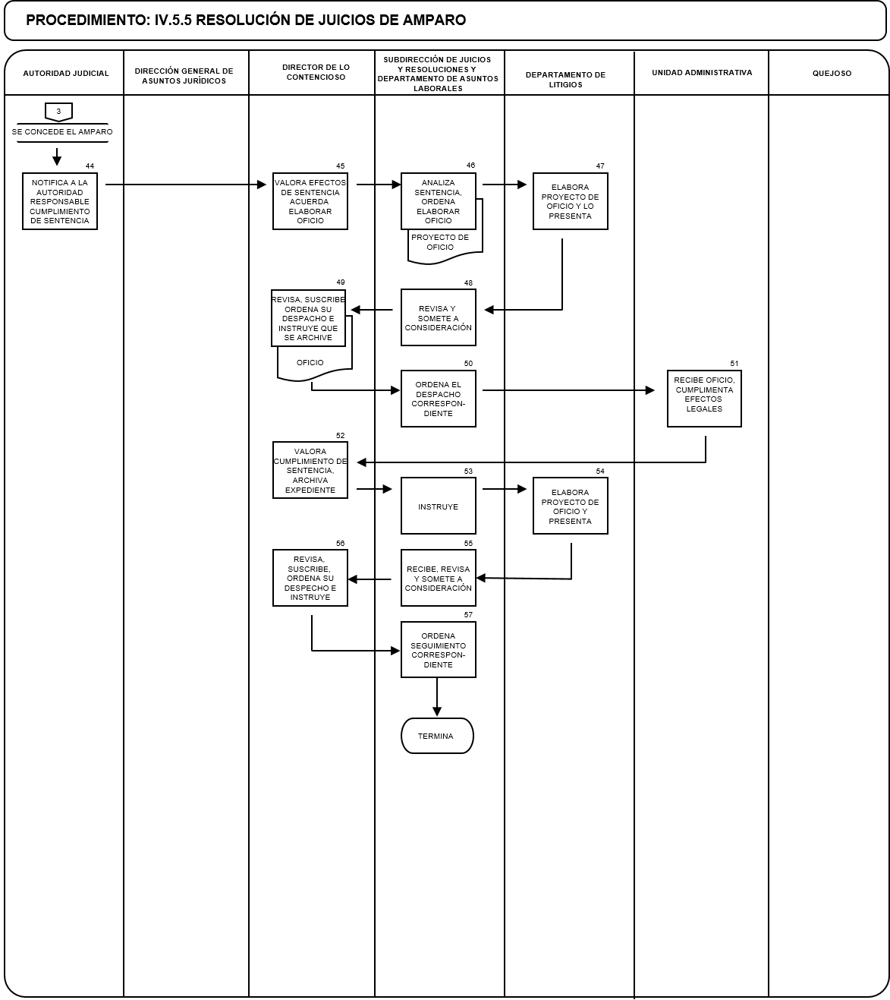 PROCEDIMIENTO: IV.5.5 RESOLUCIÓN DE JUICIOS DE AMPARO
AUTORIDAD JUDICIAL
DIRECCIÓN GENERAL DE
ASUNTOS JURÍDICOS
DIRECTOR DE LO
CONTENCIOSO
SUBDIRECCIÓN DE JUICIOS
Y RESOLUCIONES Y
DEPARTAMENTO DE ASUNTOS
LABORALES
DEPARTAMENTO DE
LITIGIOS
UNIDAD ADMINISTRATIVA
QUEJOSO
3
SE CONCEDE EL AMPARO
44
NOTIFICA A LA
AUTORIDAD
RESPONSABLE
CUMPLIMIENTO
DE SENTENCIA
45
VALORA EFECTOS
DE SENTENCIA
ACUERDA
ELABORAR
OFICIO
46
ANALIZA
SENTENCIA,
ORDENA
ELABORAR
OFICIO
PROYECTO DE
OFICIO
47
ELABORA
PROYECTO DE
OFICIO Y LO
PRESENTA
48
REVISA Y
SOMETE A
CONSIDERACIÓN
49
REVISA, SUSCRIBE
ORDENA SU
DESPACHO E
INSTRUYE QUE
SE ARCHIVE
OFICIO
50
ORDENA EL
DESPACHO
CORRESPON-
DIENTE
51
RECIBE OFICIO,
CUMPLIMENTA
EFECTOS
LEGALES
52
VALORA
CUMPLIMIENTO DE
SENTENCIA,
ARCHIVA
EXPEDIENTE
53
INSTRUYE
54
ELABORA
PROYECTO DE
OFICIO Y
PRESENTA
55
RECIBE, REVISA
Y SOMETE A
CONSIDERACIÓN
56
REVISA,
SUSCRIBE,
ORDENA SU
DESPECHO E
INSTRUYE
57
ORDENA
SEGUIMIENTO
CORRESPON-
DIENTE
TERMINA